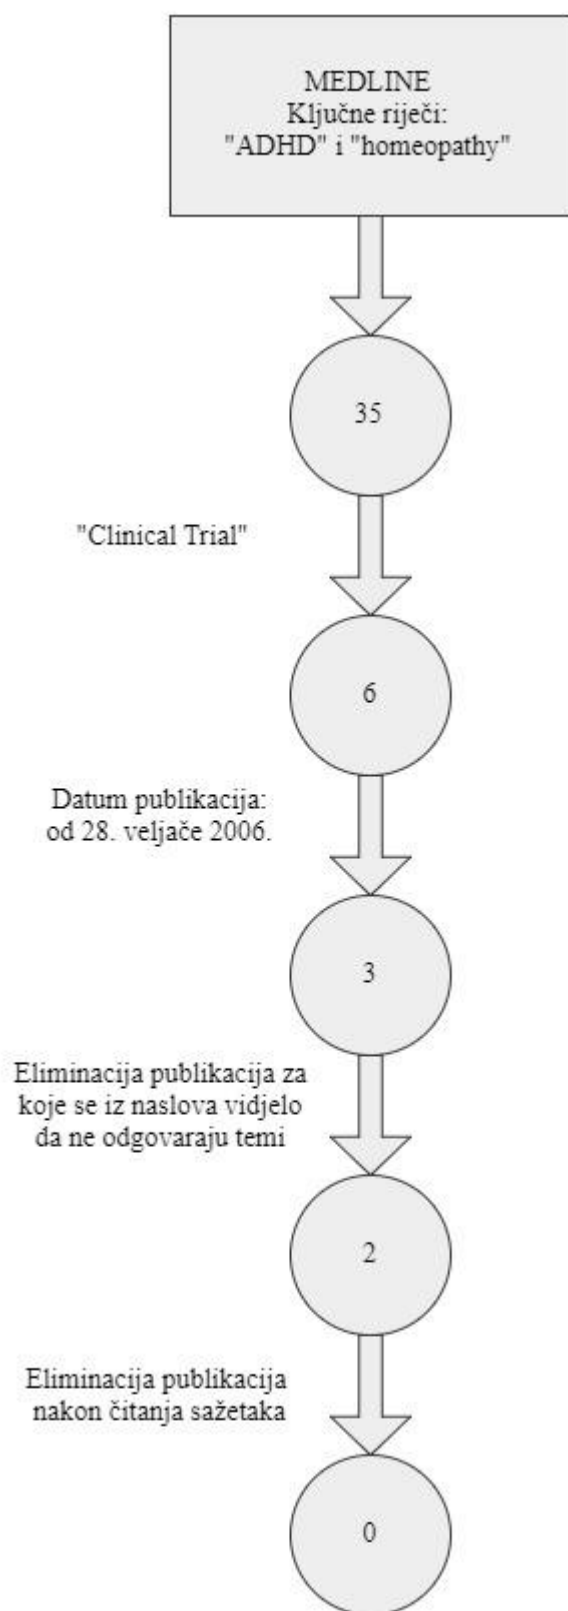 MEDLINE
Ključne riječi:
"ADHD" i "homeopathy"
35
"Clinical Trial"
6
Datum publikacija:
od 28. veljače 2006.
3
Eliminacija publikacija za
koje se iz naslova vidjelo
da ne odgovaraju temi
2
Eliminacija publikacija
nakon čitanja sažetaka
0